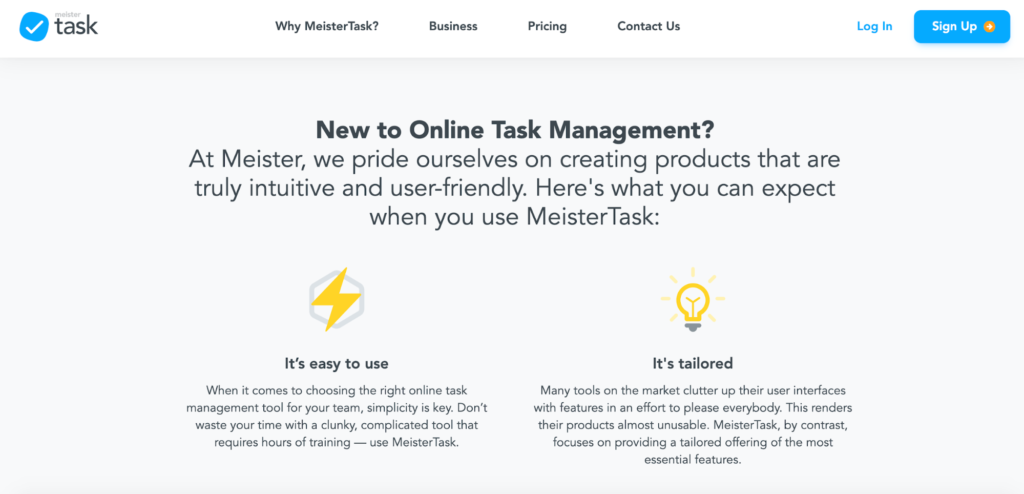 meister
task
Why MeisterTask?
Business
Pricing
Contact Us
Log In
Sign Up
New to Online Task Management?
At Meister, we pride ourselves on creating products that are
truly intuitive and user-friendly. Here's what you can expect
when you use MeisterTask:
It’s easy to use
When it comes to choosing the right online task
management tool for your team, simplicity is key. Don’t
waste your time with a clunky, complicated tool that
requires hours of training — use MeisterTask.
It's tailored
Many tools on the market clutter up their user interfaces
with features in an effort to please everybody. This renders
their products almost unusable. MeisterTask, by contrast,
focuses on providing a tailored offering of the most
essential features.